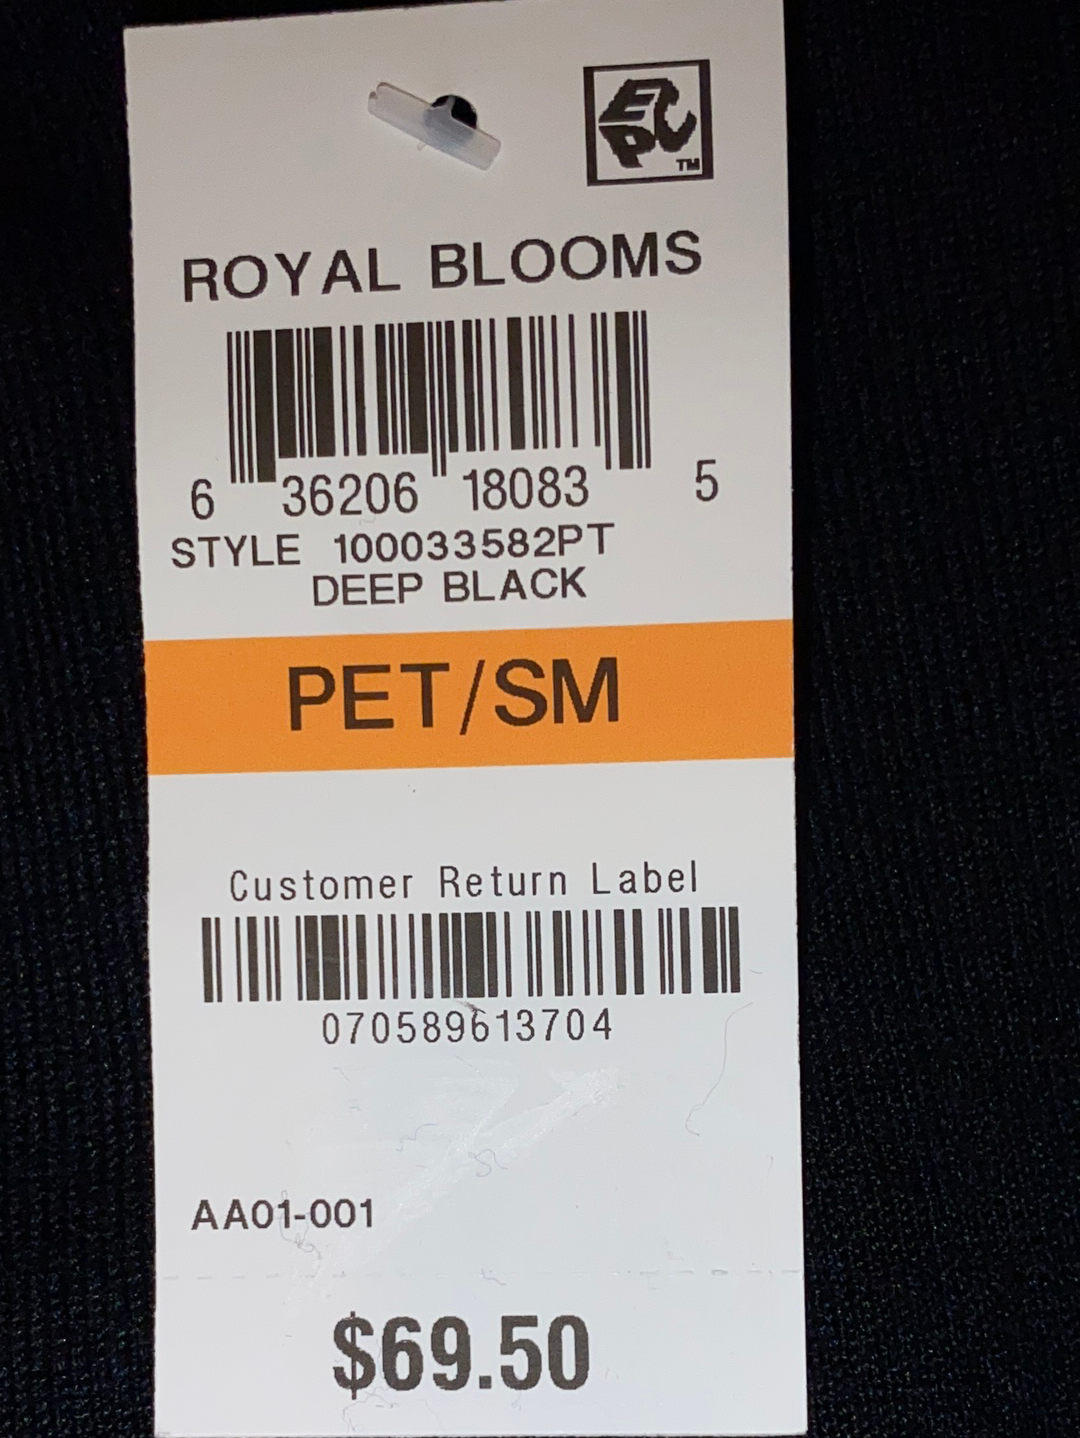 EPC TM
ROYAL BLOOMS
6 36206 18083 5
STYLE 100033582PT
DEEP BLACK
PET/SM
Customer Return Label
070589613704
AA01-001
$69.50